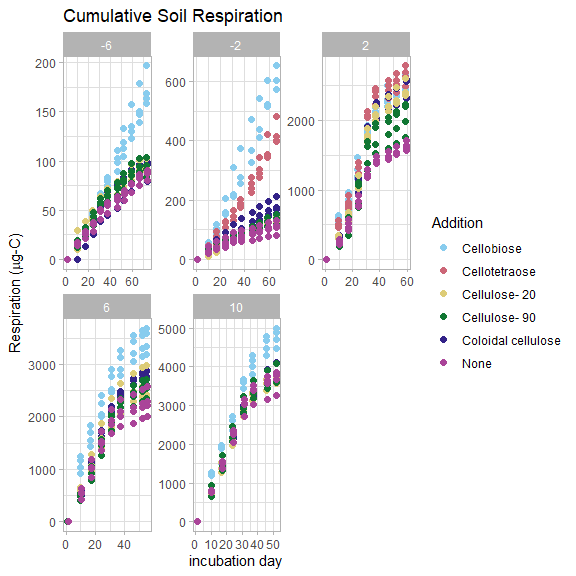 Cumulative Soil Respiration
-6
-2
2
200
150
100
50
0
0 20 40 60
600
400
200
0
0 20 40 60
2000
1000
0
0 20 40 60
Respiration (μg-C)
6
10
3000
2000
1000
0
0 20 40
5000
4000
3000
2000
1000
0
0 10 20 30 40 50
incubation day
Addition
Cellobiose
Cellotetraose
Cellulose- 20
Cellulose- 90
Coloidal cellulose
None